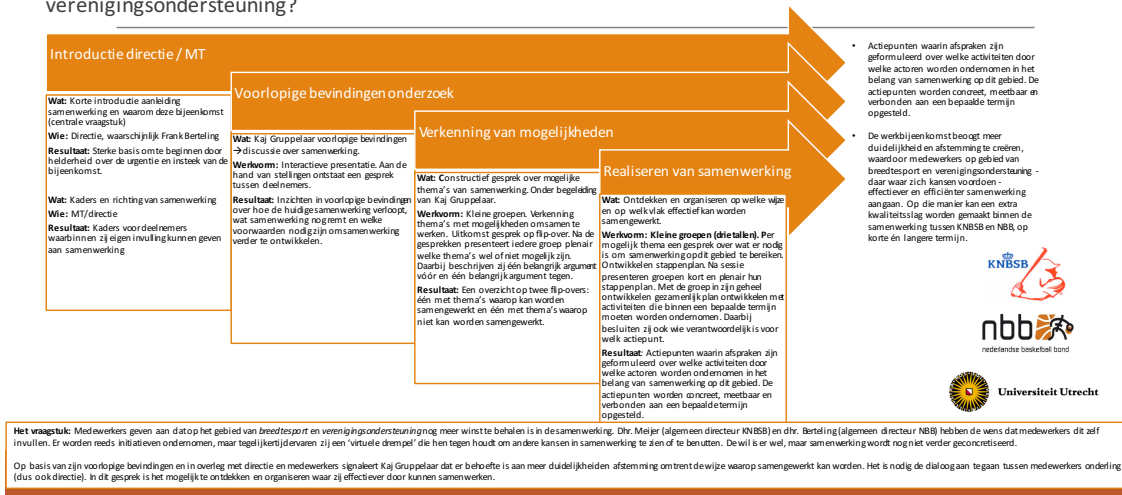 verenigingsondersteuning?
Introductie directie / MT
Wat: Korte introductie aanleiding
samenwerking en waarom deze bijeenkomst
(centrale vraagstuk)
Wie: Directie, waarschijnlijk Frank Berteling
Resultaat: Sterke basis om te beginnen door
helderheid over de urgentie en insteek van de
bijeenkomst.
Wat: Kaders en richting van samenwerking
Wie: MT/directie
Resultaat: Kaders voor deelnemers
waarbinnen zij eigen invulling kunnen geven
aan samenwerking
Voorlopige bevindingen onderzoek
Wat: Kaj Gruppelaar voorlopige bevindingen
→discussie over samenwerking.
Werkvorm: Interactieve presentatie. Aan de
hand van stellingen ontstaat een gesprek
tussen deelnemers.
Resultaat: Inzichten in voorlopige bevindingen
over hoe de huidige samenwerking verloopt,
wat samenwerking nog remt en welke
voorwaarden nodig zijn om samenwerking
verder te ontwikkelen.
Verkenning van mogelijkheden
Wat: Constructief gesprek over mogelijke
thema's van samenwerking. Onder begeleiding
van Kaj Gruppelaar.
Werkvorm: Kleine groepen. Verkenning
thema's met mogelijkheden om samen te
werken. Uitkomst gesprek op flip-over. Na de
gesprekken presenteert iedere groep plenair
welke thema's wel of niet mogelijk zijn.
Daarbij beschrijven zij één belangrijk argument
vóór en één belangrijk argument tegen.
Resultaat: Een overzicht op twee flip-overs:
één met thema's waarop kan worden
samengewerkt en één met thema's waarop
niet kan worden samengewerkt.
Realiseren van samenwerking
Wat: Ontdekken en organiseren op welke wijze
en op welk vlak effectief kan worden
samengewerkt.
Werkvorm: Kleine groepen (drietallen). Per
mogelijk thema een gesprek over wat er nodig
is om samenwerking op dit gebied te bereiken.
Ontwikkelen stappenplan. Na sessie
presenteren groepen kort en plenair hun
stappenplan. Met de groep in zijn geheel
ontwikkelen gezamenlijk plan ontwikkelen met
activiteiten die binnen een bepaalde termijn
moeten worden ondernomen. Daarbij
besluiten zij ook wie verantwoordelijk is voor
welk actiepunt.
Resultaat: Actiepunten waarin afspraken zijn
geformuleerd over welke activiteiten door
welke actoren worden ondernomen in het
belang van samenwerking op dit gebied. De
actiepunten worden concreet, meetbaar en
verbonden aan een bepaalde termijn
opgesteld.
• Actiepunten waarin afspraken zijn
geformuleerd over welke activiteiten door
welke actoren worden ondernomen in het
belang van samenwerking op dit gebied. De
actiepunten worden concreet, meetbaar en
verbonden aan een bepaalde termijn
opgesteld.
• De werkbijeenkomst beoogt meer
duidelijkheid en afstemming te creëren,
waardoor medewerkers op gebied van
breedtesport en verenigingsondersteuning -
daar waar zich kansen voordoen -
effectiever en efficiënter samenwerking
aangaan. Op die manier kan een extra
kwaliteitsslag worden gemaakt binnen de
samenwerking tussen KNBSB en NBB, op
korte én langere termijn.
KNBSB
nbb
nederlandse basketball bond
Universiteit Utrecht
Het vraagstuk: Medewerkers geven aan dat op het gebied van breedtesport en verenigingsondersteuning nog meer winst te behalen is in de samenwerking. Dhr. Meijer (algemeen directeur KNBSB) en dhr. Berteling (algemeen directeur NBB) hebben de wens dat medewerkers dit zelf
invullen. Er worden reeds initiatieven ondernomen, maar tegelijkertijd ervaren zij een 'virtuele drempel' die hen tegen houdt om andere kansen in samenwerking te zien of te benutten. De wil is er wel, maar samenwerking wordt nog niet verder geconcretiseerd.
Op basis van zijn voorlopige bevindingen en in overleg met directie en medewerkers signaleert Kaj Gruppelaar dat er behoefte is aan meer duidelijkheid en afstemming omtrent de wijze waarop samengewerkt kan worden. Het is nodig de dialoog aan te gaan tussen medewerkers onderling
(dus ook directie). In dit gesprek is het mogelijk te ontdekken en organiseren waar zij effectiever door kunnen samenwerken.